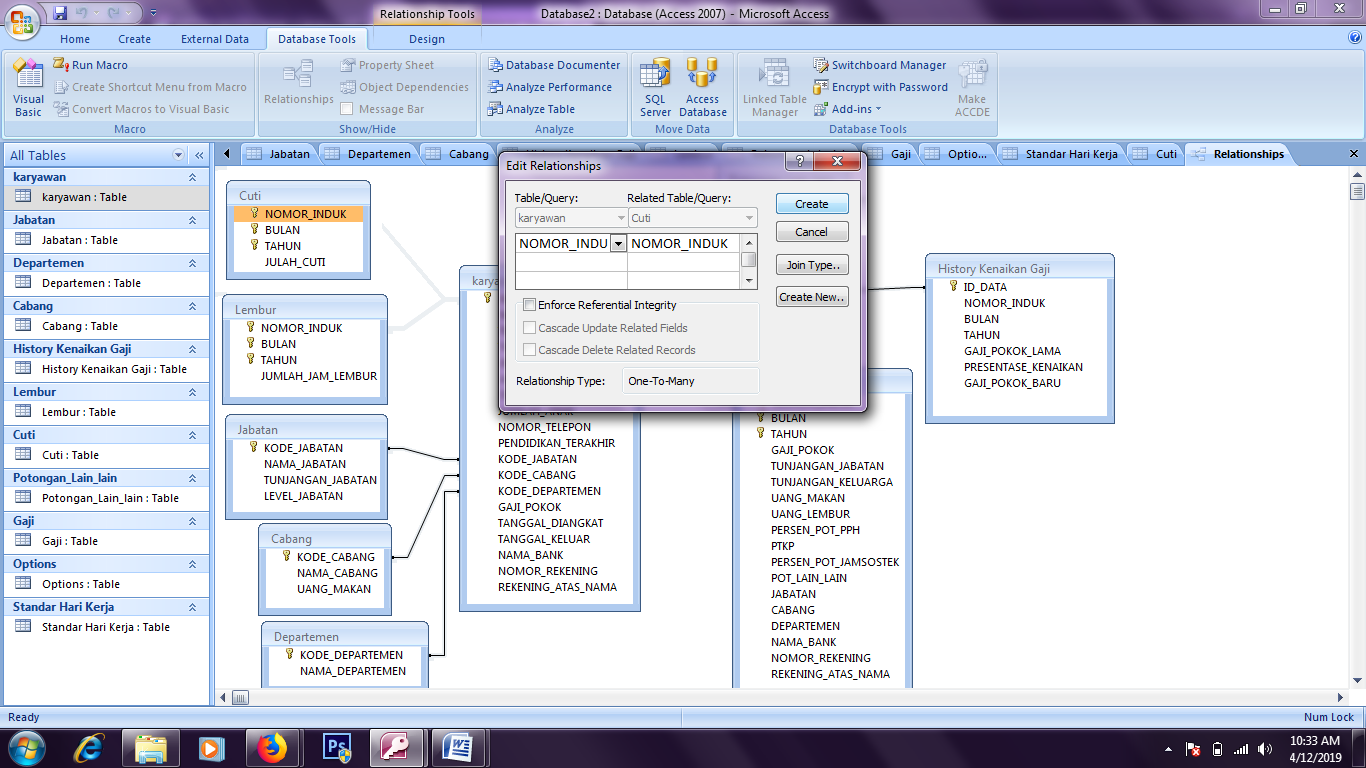 Relationship Tools
Database2 : Database (Access 2007) - Microsoft Access
Home
Create
External Data
Database Tools
Design
Visual Basic
Run Macro
Create Shortcut Menu from Macro
Convert Macros to Visual Basic
Macro
Relationships
Property Sheet
Object Dependencies
Message Bar
Show/Hide
Database Documenter
Analyze Performance
Analyze Table
Analyze
SQL Server
Access Database
Move Data
Linked Table Manager
Switchboard Manager
Encrypt with Password
Add-ins
Make ACCDE
Database Tools
All Tables
karyawan
karyawan : Table
Jabatan
Jabatan : Table
Departemen
Departemen : Table
Cabang
Cabang : Table
History Kenaikan Gaji
History Kenaikan Gaji : Table
Lembur
Lembur : Table
Cuti
Cuti : Table
Potongan_Lain_lain
Potongan_Lain_lain : Table
Gaji
Gaji : Table
Options
Options : Table
Standar Hari Kerja
Standar Hari Kerja : Table
Jabatan
Departemen
Cabang
Gaji
Optio...
Standar Hari Kerja
Cuti
Relationships
Cuti
NOMOR_INDUK
BULAN
TAHUN
JULAH_CUTI
Lembur
NOMOR_INDUK
BULAN
TAHUN
JUMLAH_JAM_LEMBUR
Jabatan
KODE_JABATAN
NAMA_JABATAN
TUNJANGAN_JABATAN
LEVEL_JABATAN
Cabang
KODE_CABANG
NAMA_CABANG
UANG_MAKAN
Departemen
KODE_DEPARTEMEN
NAMA_DEPARTEMEN
karya
NOMOR_TELEPON
PENDIDIKAN_TERAKHIR
KODE_JABATAN
KODE_CABANG
KODE_DEPARTEMEN
GAJI_POKOK
TANGGAL_DIANGKAT
TANGGAL_KELUAR
NAMA_BANK
NOMOR_REKENING
REKENING_ATAS_NAMA
Edit Relationships
Table/Query:
Related Table/Query:
karyawan
Cuti
NOMOR_INDU
NOMOR_INDUK
Enforce Referential Integrity
Cascade Update Related Fields
Cascade Delete Related Records
Relationship Type:
One-To-Many
Create
Cancel
Join Type..
Create New..
BULAN
TAHUN
GAJI_POKOK
TUNJANGAN_JABATAN
TUNJANGAN_KELUARGA
UANG_MAKAN
UANG_LEMBUR
PERSEN_POT_PPH
PTKP
PERSEN_POT_JAMSOSTEK
POT_LAIN_LAIN
JABATAN
CABANG
DEPARTEMEN
NAMA_BANK
NOMOR_REKENING
REKENING_ATAS_NAMA
History Kenaikan Gaji
ID_DATA
NOMOR_INDUK
BULAN
TAHUN
GAJI_POKOK_LAMA
PRESENTASE_KENAIKAN
GAJI_POKOK_BARU
Ready
Num Lock
Ps
10:33 AM
4/12/2019